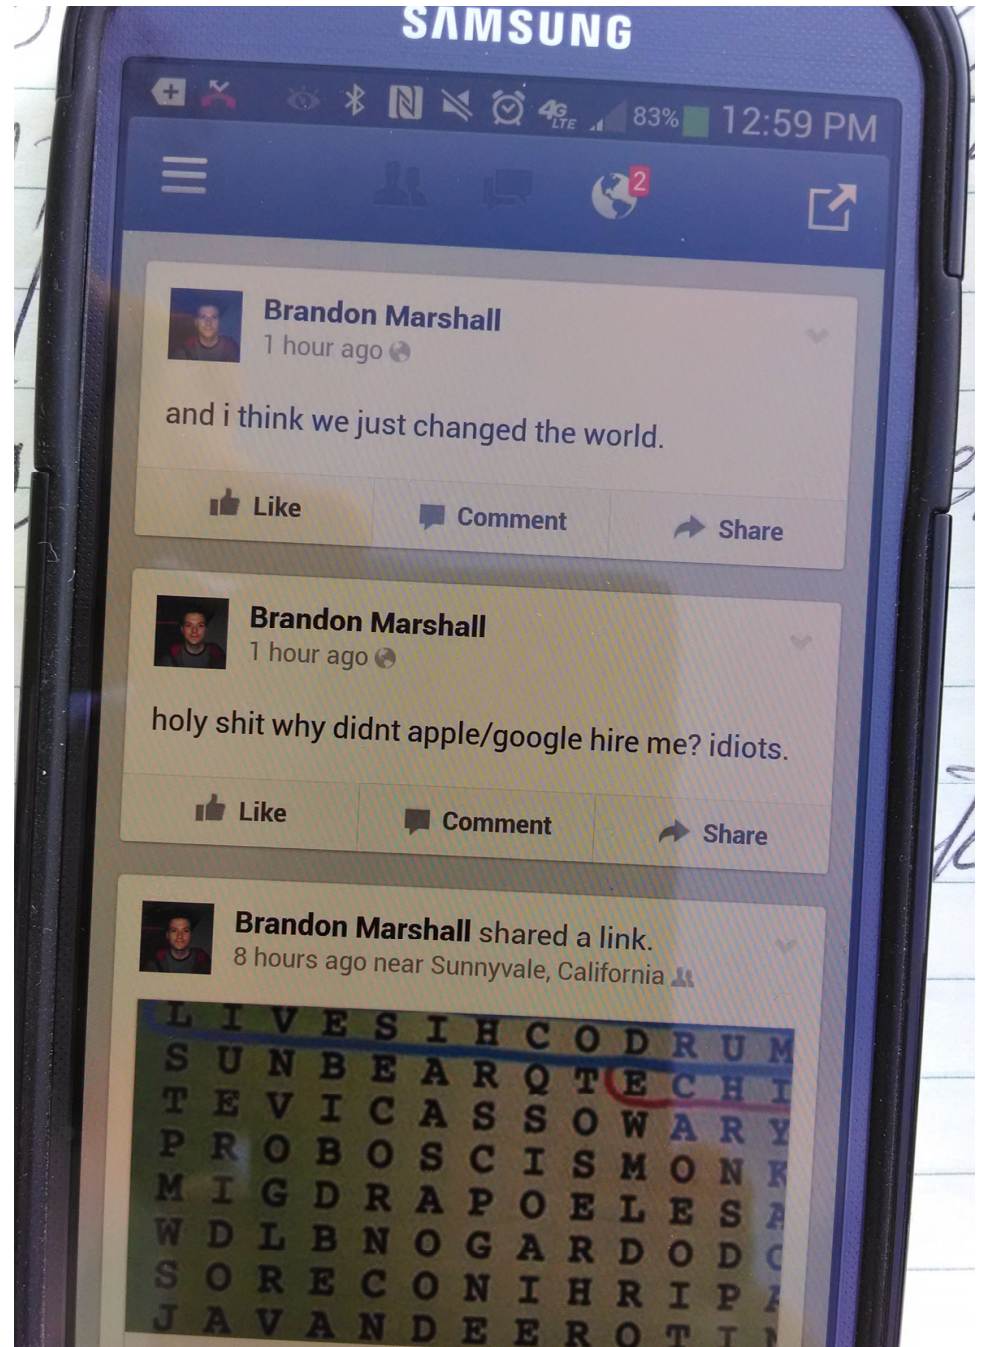 SAMSUNG
4G LTE 83% 12:59 PM
2
Brandon Marshall
1 hour ago
and i think we just changed the world.
Like Comment Share
Brandon Marshall
1 hour ago
holy shit why didnt apple/google hire me? idiots.
Like Comment Share
Brandon Marshall shared a link.
8 hours ago near Sunnyvale, California
L I V E S I H C O D R U M
S U N B E A R Q T E C H I
T E V I C A S S O W A R Y
P R O B O S C I S M O N K
M I G D R A P O E L E S A
W D L B N O G A R D O D
S O R E C O N I H R I P
J A V A N D E E R O T I